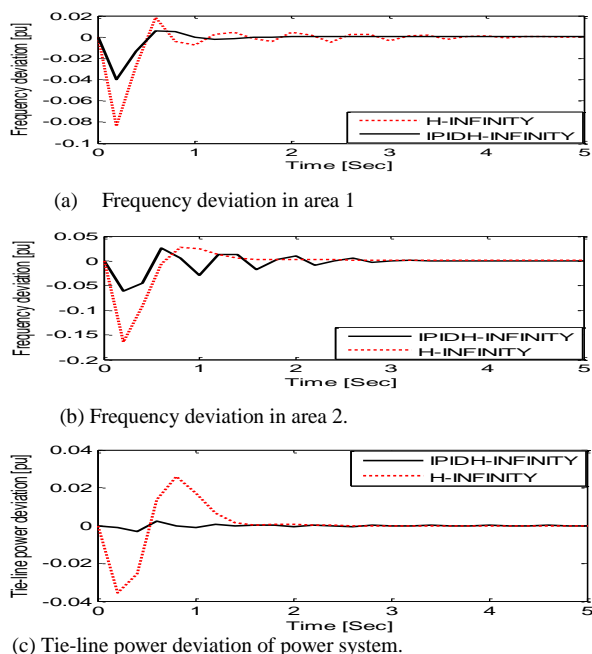 Frequency deviation [pu]
0.02
0
-0.02
-0.04
-0.06
-0.08
-0.1
0 1 2 3 4 5
Time [Sec]
H-INFINITY
IPIDH-INFINITY
(a) Frequency deviation in area 1
Frequency deviation [pu]
0.05
0
-0.05
-0.1
-0.15
-0.2
0 1 2 3 4 5
Time [Sec]
IPIDH-INFINITY
H-INFINITY
(b) Frequency deviation in area 2.
Tie-line power deviation [pu]
0.04
0.02
0
-0.02
-0.04
0 1 2 3 4 5
Time [Sec]
IPIDH-INFINITY
H-INFINITY
(c) Tie-line power deviation of power system.